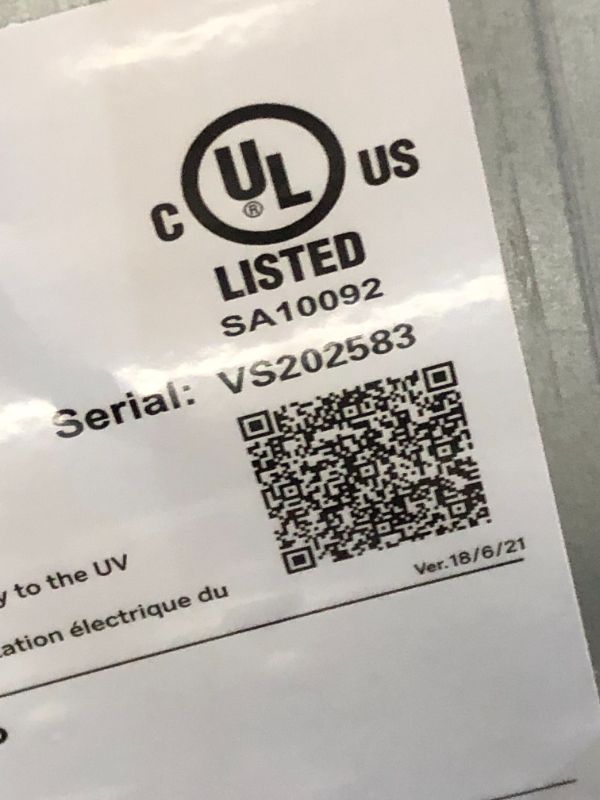 C UL ® US
LISTED
SA10092
Serial: VS202583
Ver.18/6/21
y to the UV
ation électrique du